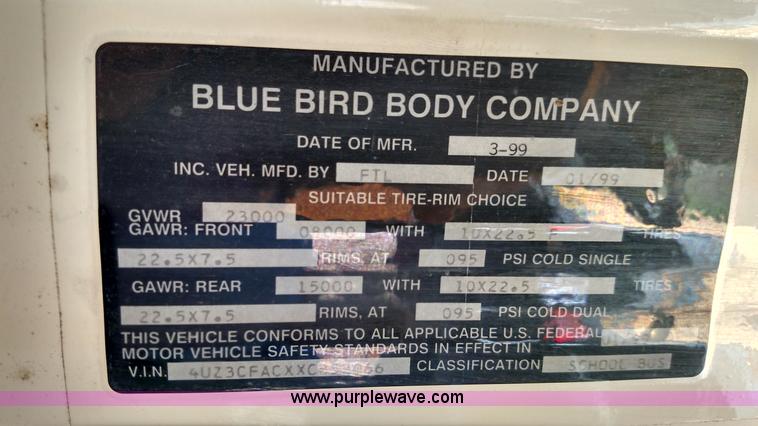 MANUFACTURED BY
BLUE BIRD BODY COMPANY
DATE OF MFR. 3-99
INC. VEH. MFD. BY FTL DATE 01/99
SUITABLE TIRE-RIM CHOICE
GVWR 23000
GAWR: FRONT 08000 WITH 10X22.5 F TIRES
22.5X7.5 RIMS, AT 095 PSI COLD SINGLE
GAWR: REAR 15000 WITH 10X22.5 TIRES
22.5X7.5 RIMS, AT 095 PSI COLD DUAL
THIS VEHICLE CONFORMS TO ALL APPLICABLE U.S. FEDERAL
MOTOR VEHICLE SAFETY STANDARDS IN EFFECT IN
V.I.N. CLASSIFICATION SCHOOL BUS
www.purplewave.com